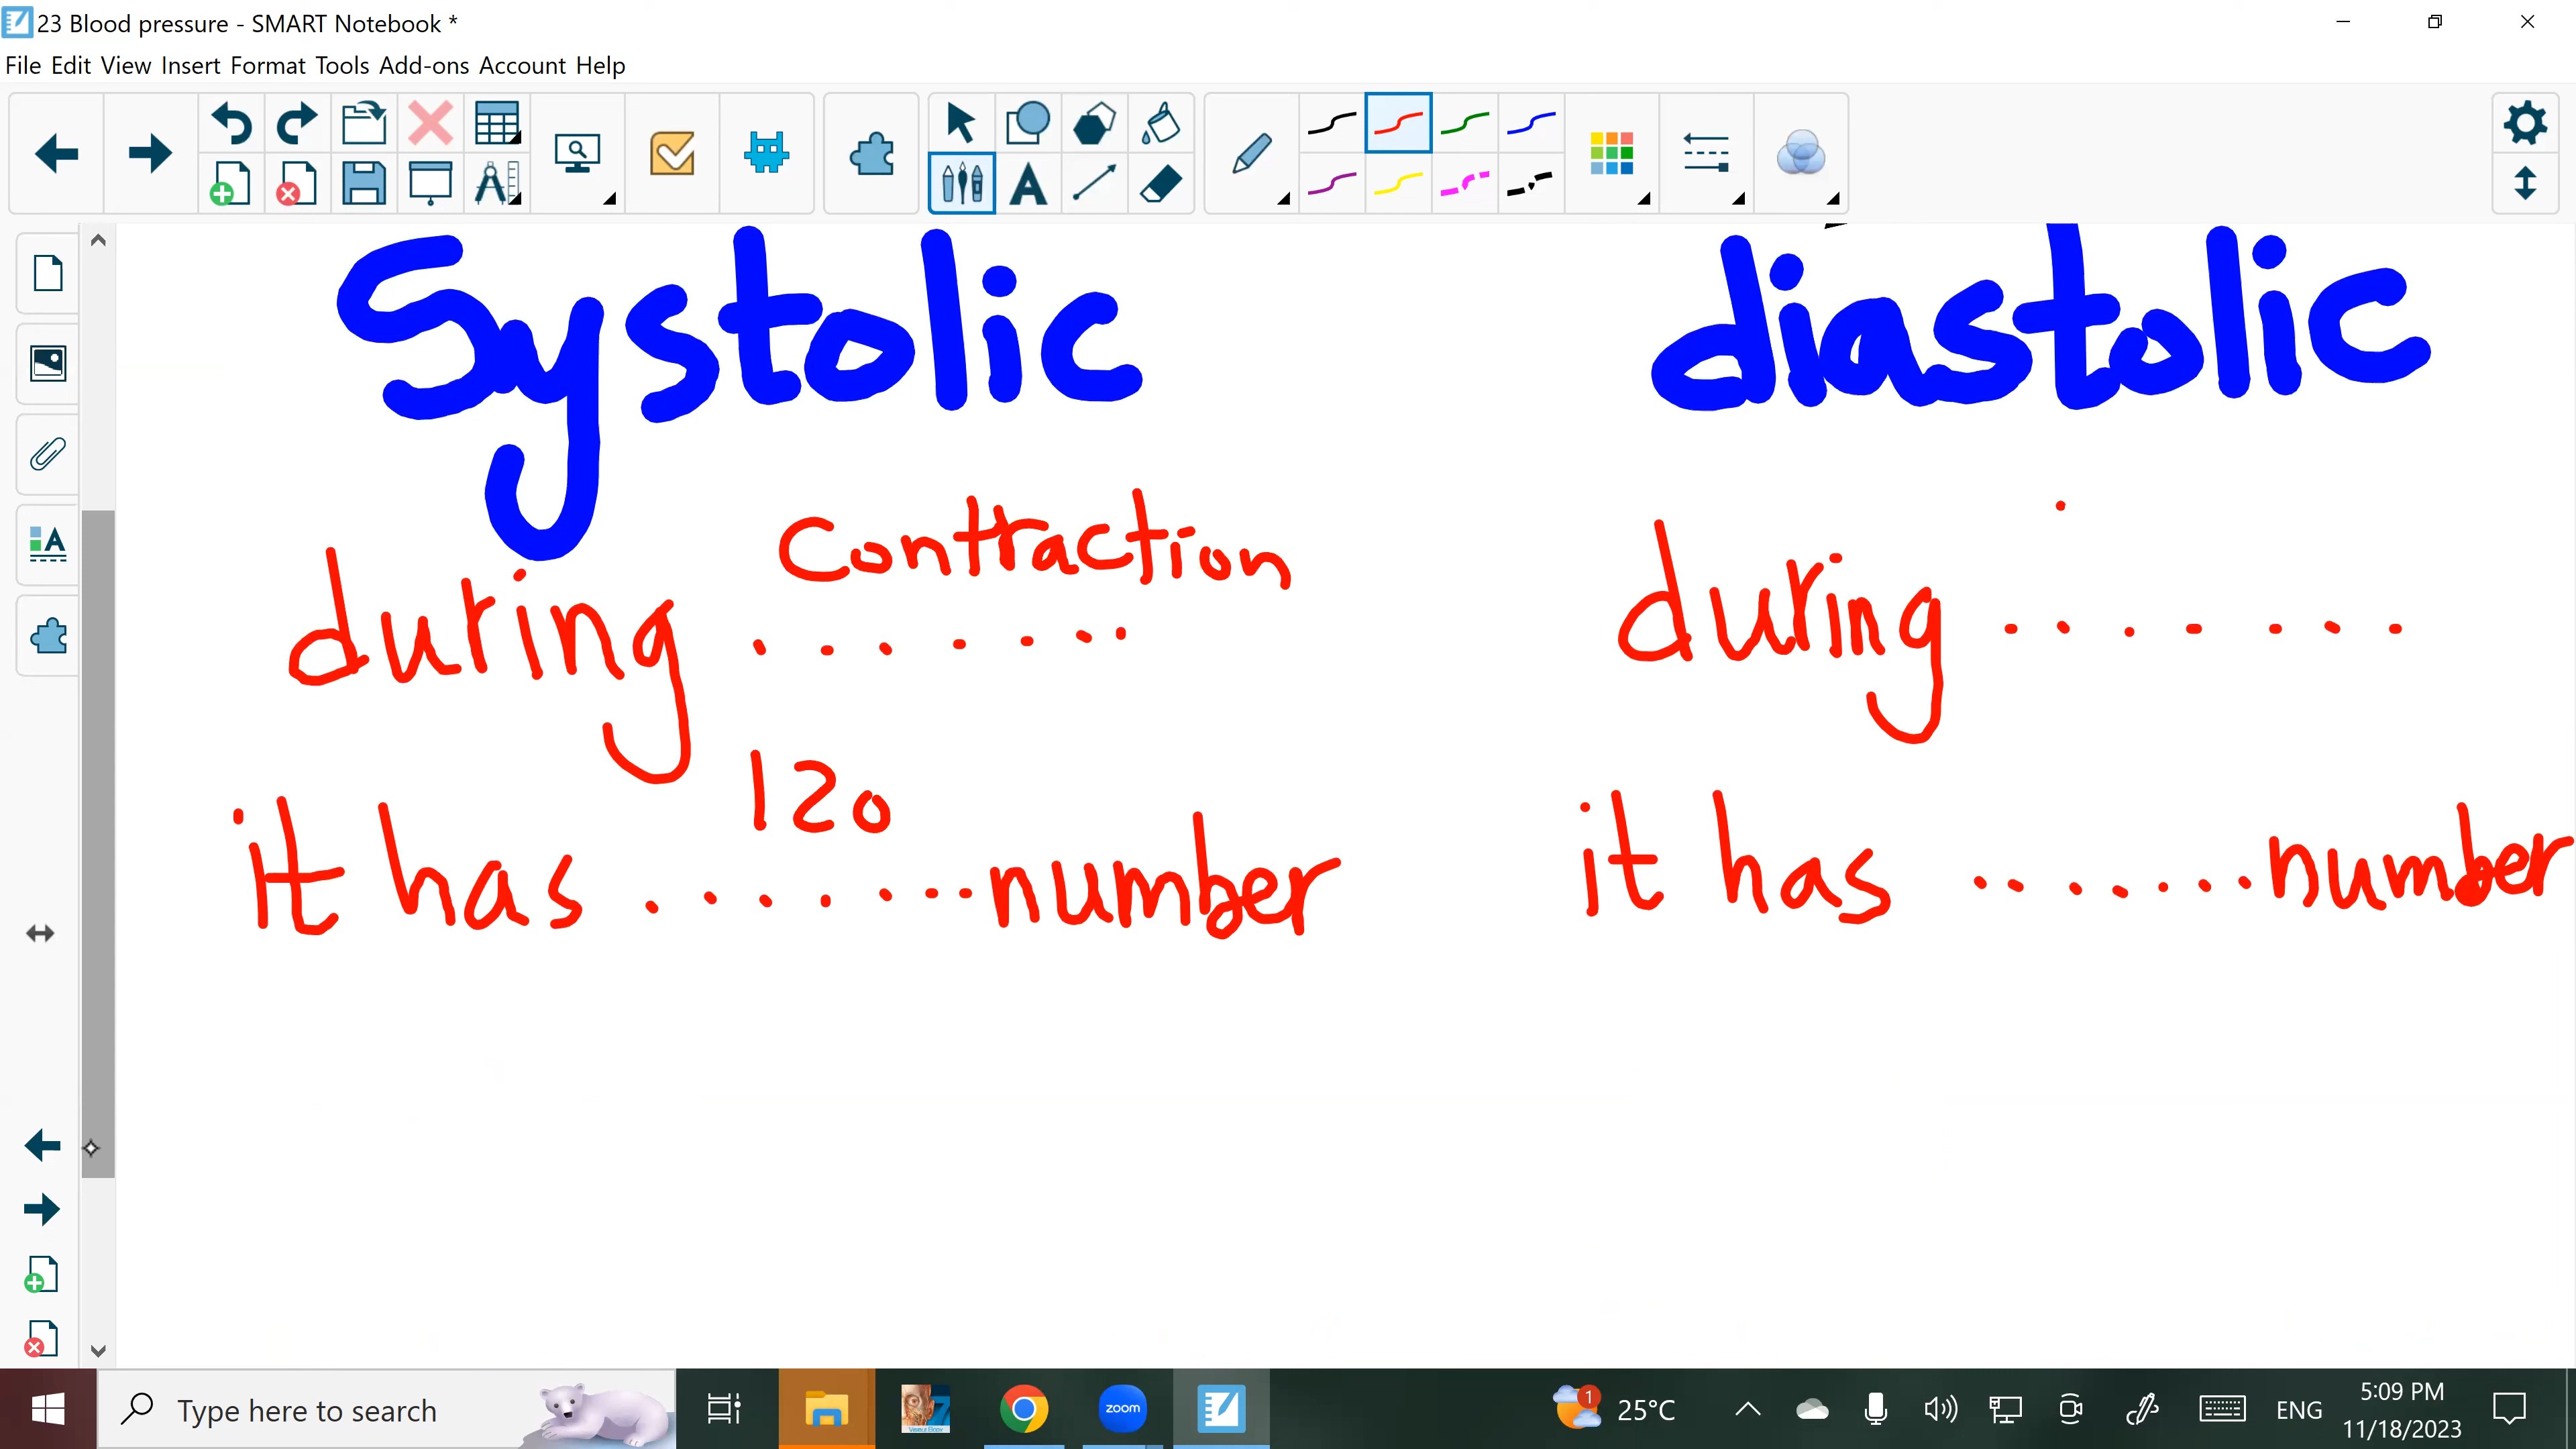 23 Blood pressure - SMART Notebook *
File Edit View Insert Format Tools Add-ons Account Help
Systolic
diastolic
during contraction ......
during .......
it has 120 ....... number
it has ....... number
Type here to search
zoom
1
25°C
ENG
5:09 PM
11/18/2023